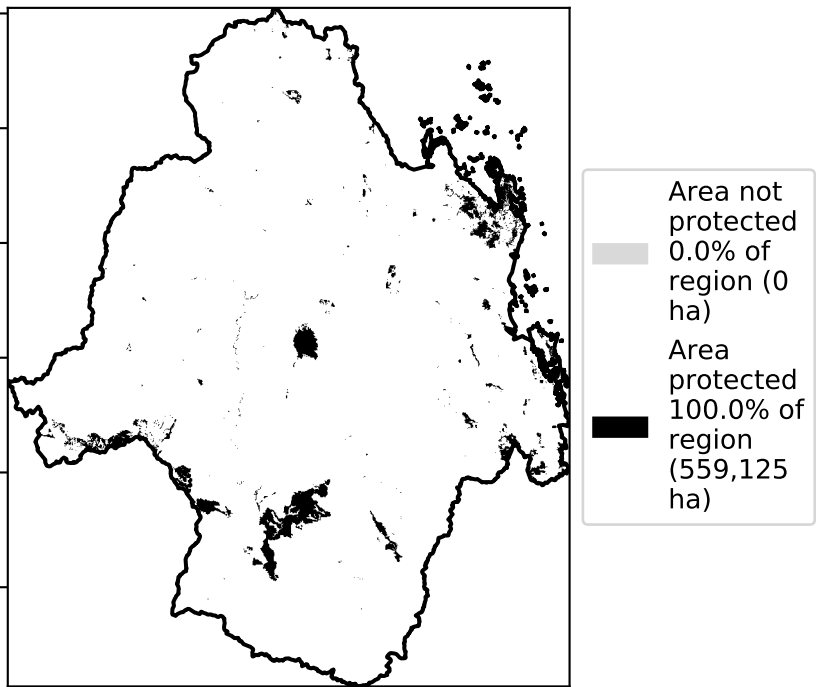 Area not
protected
0.0% of
region (0
ha)
Area
protected
100.0% of
region
(559,125
ha)